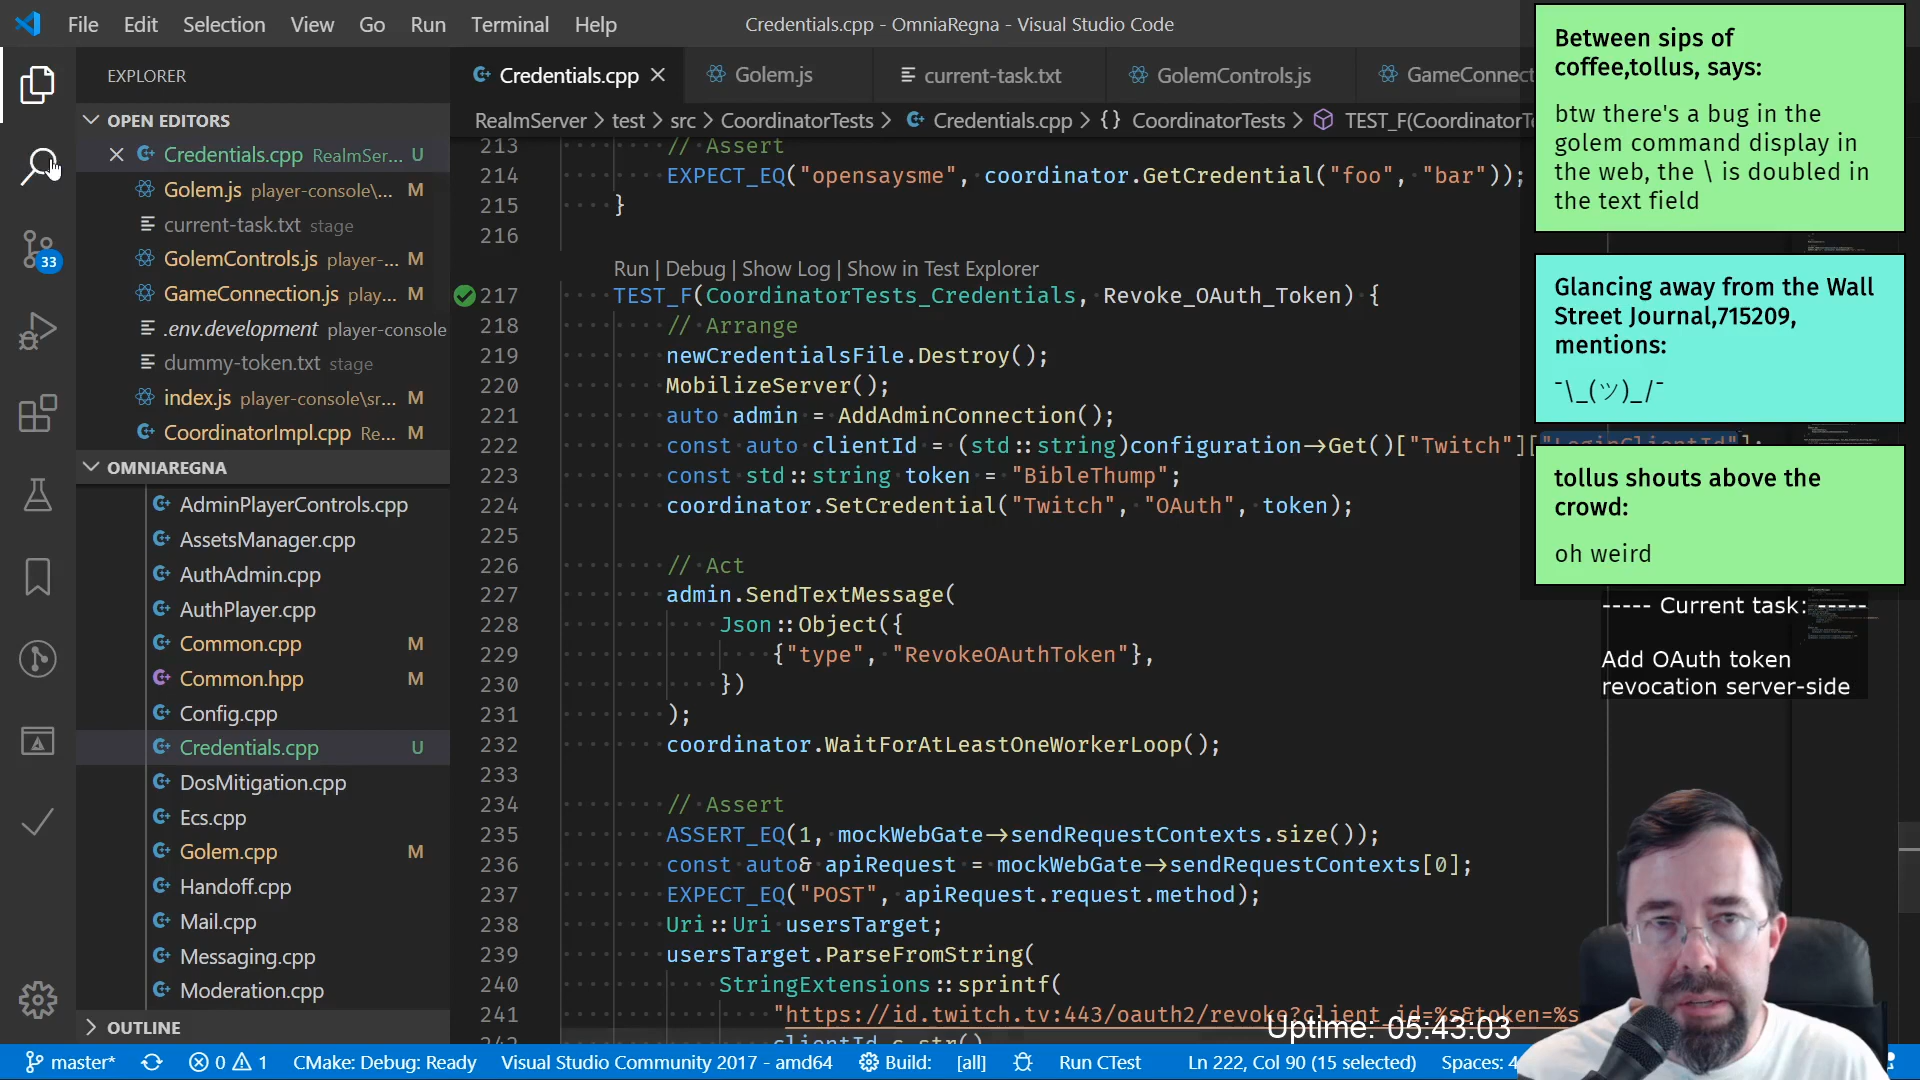 File Edit Selection View Go Run Terminal Help
Credentials.cpp - OmniaRegna - Visual Studio Code
EXPLORER
OPEN EDITORS
Credentials.cpp RealmSer... U
Golem.js player-console\... M
current-task.txt stage
GolemControls.js player-... M
GameConnection.js play... M
.env.development player-console
dummy-token.txt stage
index.js player-console\sr... M
CoordinatorImpl.cpp Re... M
33
OMNIAREGNA
AdminPlayerControls.cpp
AssetsManager.cpp
AuthAdmin.cpp
AuthPlayer.cpp
Common.cpp M
Common.hpp M
Config.cpp
Credentials.cpp U
DosMitigation.cpp
Ecs.cpp
Golem.cpp M
Handoff.cpp
Mail.cpp
Messaging.cpp
Moderation.cpp
OUTLINE
Credentials.cpp Golem.js current-task.txt GolemControls.js GameConnect
RealmServer > test > src > CoordinatorTests > Credentials.cpp > {} CoordinatorTests > TEST_F(CoordinatorT
213 // Assert
214 EXPECT_EQ("opensaysme", coordinator.GetCredential("foo", "bar"));
215 }
216
Run | Debug | Show Log | Show in Test Explorer
217 TEST_F(CoordinatorTests_Credentials, Revoke_OAuth_Token) {
218 // Arrange
219 newCredentialsFile.Destroy();
220 MobilizeServer();
221 auto admin = AddAdminConnection();
222 const auto clientId = (std::string)configuration->Get()["Twitch"]["LoginClientId"];
223 const std::string token = "BibleThump";
224 coordinator.SetCredential("Twitch", "OAuth", token);
225
226 // Act
227 admin.SendTextMessage(
228 Json::Object({
229 {"type", "RevokeOAuthToken"},
230 })
231 );
232 coordinator.WaitForAtLeastOneWorkerLoop();
233
234 // Assert
235 ASSERT_EQ(1, mockWebGate->sendRequestContexts.size());
236 const auto& apiRequest = mockWebGate->sendRequestContexts[0];
237 EXPECT_EQ("POST", apiRequest.request.method);
238 Uri::Uri usersTarget;
239 usersTarget.ParseFromString(
240 StringExtensions::sprintf(
241 "https://id.twitch.tv:443/oauth2/revoke?client_id=%s&token=%s
Between sips of
coffee,tollus, says:
btw there's a bug in the
golem command display in
the web, the \ is doubled in
the text field
Glancing away from the Wall
Street Journal,715209,
mentions:
¯\_(ツ)_/¯
tollus shouts above the
crowd:
oh weird
----- Current task: -----
Add OAuth token
revocation server-side
Uptime: 05:43:03
master* 0 1 CMake: Debug: Ready Visual Studio Community 2017 - amd64 Build: [all] Run CTest Ln 222, Col 90 (15 selected) Spaces: 4